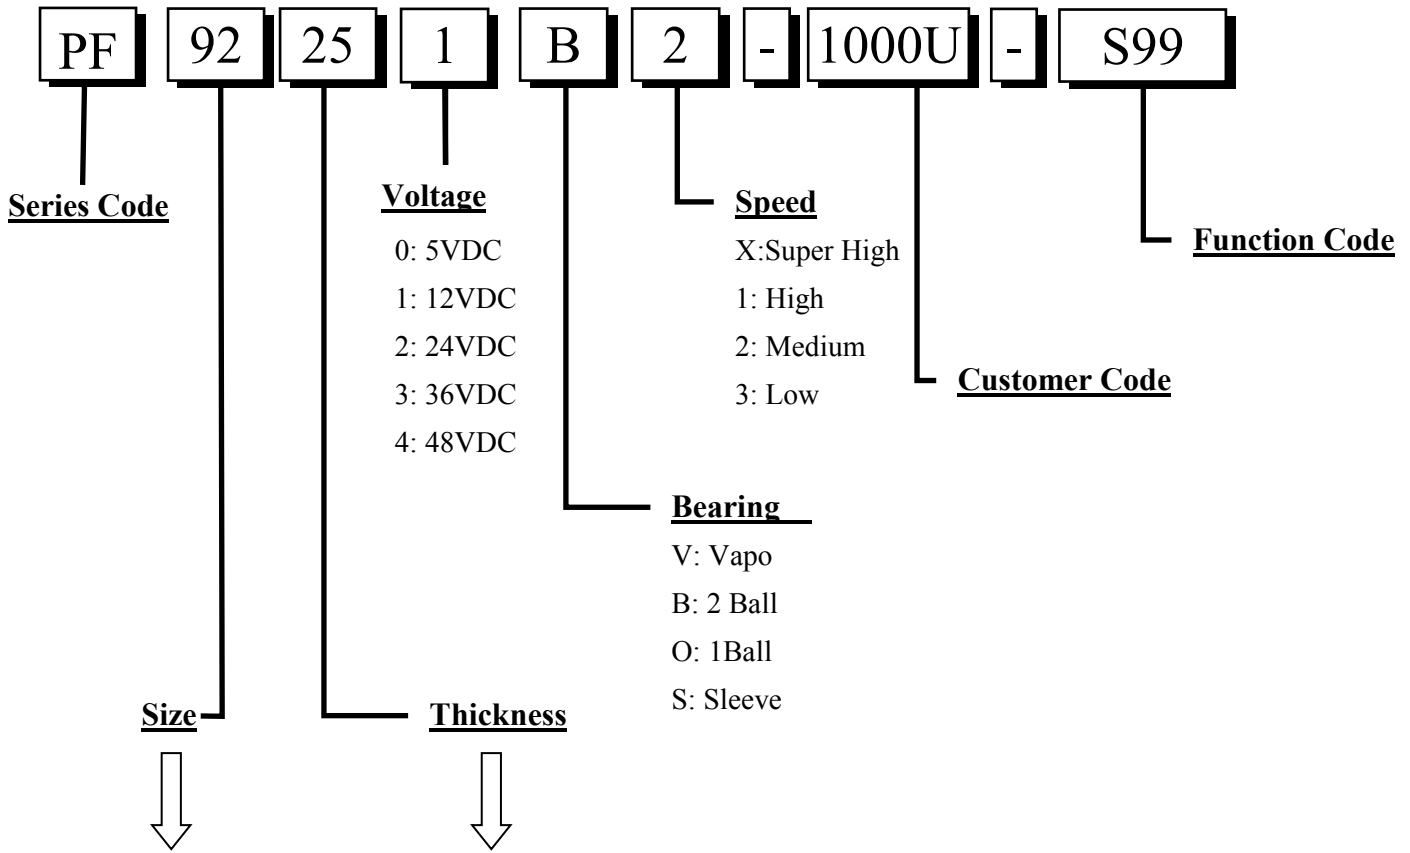 PF 92 25 1 B 2 - 1000U - S99
Series Code
Voltage
0: 5VDC
1: 12VDC
2: 24VDC
3: 36VDC
4: 48VDC
Speed
X:Super High
1: High
2: Medium
3: Low
Function Code
Customer Code
Bearing
V: Vapo
B: 2 Ball
O: 1Ball
S: Sleeve
Size
Thickness